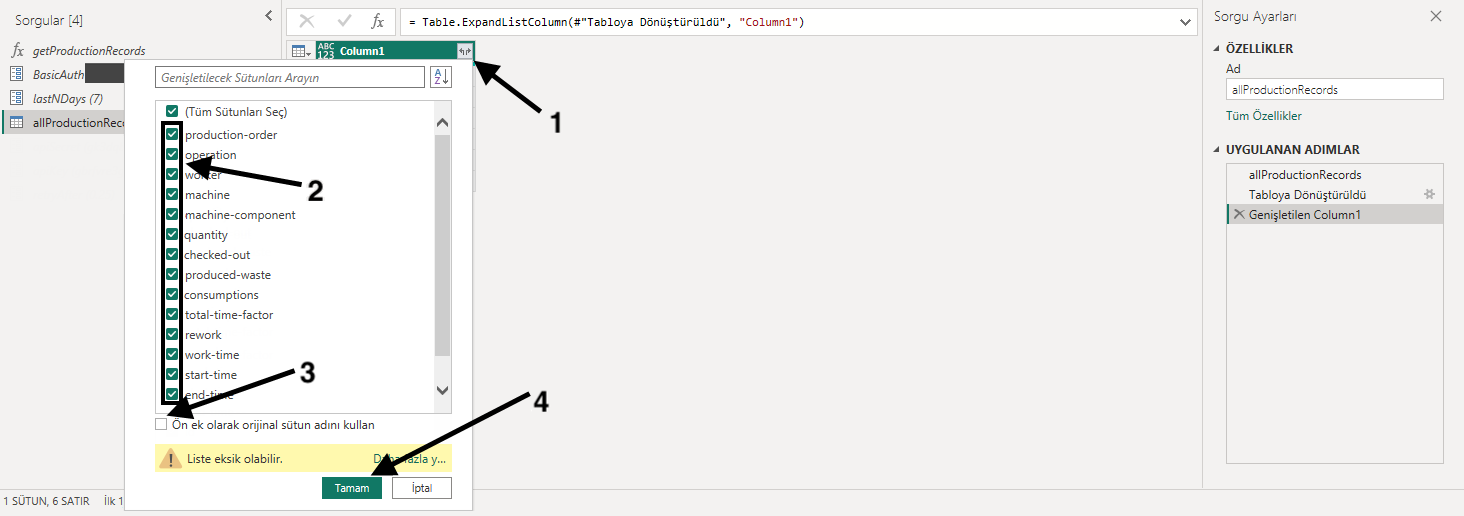 Sorgular [4]
getProductionRecords
BasicAuth
lastNDays (7)
allProductionReco
fx
= Table.ExpandListColumn(#"Tabloya Dönüştürüldü", "Column1")
ABC
123
Column1
Genişletilecek Sütunları Arayın
A
Z
(Tüm Sütunları Seç)
production-order
operation
worker
machine
machine-component
quantity
checked-out
produced-waste
consumptions
total-time-factor
rework
work-time
start-time
end-time
Ön ek olarak orijinal sütun adını kullan
Liste eksik olabilir.
Daha fazla y...
Tamam
İptal
1
2
3
4
Sorgu Ayarları
ÖZELLİKLER
Ad
allProductionRecords
Tüm Özellikler
UYGULANAN ADIMLAR
allProductionRecords
Tabloya Dönüştürüldü
Genişletilen Column1
1 SÜTUN, 6 SATIR
İlk 1